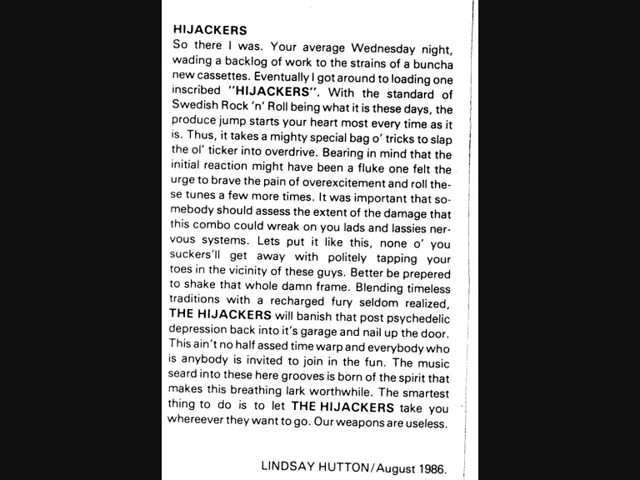 HIJACKERS
So there I was. Your average Wednesday night,
wading a backlog of work to the strains of a buncha
new cassettes. Eventually I got around to loading one
inscribed "HIJACKERS". With the standard of
Swedish Rock 'n' Roll being what it is these days, the
produce jump starts your heart most every time as it
is. Thus, it takes a mighty special bag o' tricks to slap
the ol' ticker into overdrive. Bearing in mind that the
initial reaction might have been a fluke one felt the
urge to brave the pain of overexcitement and roll the-
se tunes a few more times. It was important that so-
mebody should assess the extent of the damage that
this combo could wreak on you lads and lassies ner-
vous systems. Lets put it like this, none o' you
suckers'll get away with politely tapping your
toes in the vicinity of these guys. Better be prepered
to shake that whole damn frame. Blending timeless
traditions with a recharged fury seldom realized,
THE HIJACKERS will banish that post psychedelic
depression back into it's garage and nail up the door.
This ain't no half assed time warp and everybody who
is anybody is invited to join in the fun. The music
seard into these here grooves is born of the spirit that
makes this breathing lark worthwhile. The smartest
thing to do is to let THE HIJACKERS take you
whereever they want to go. Our weapons are useless.
LINDSAY HUTTON/August 1986.